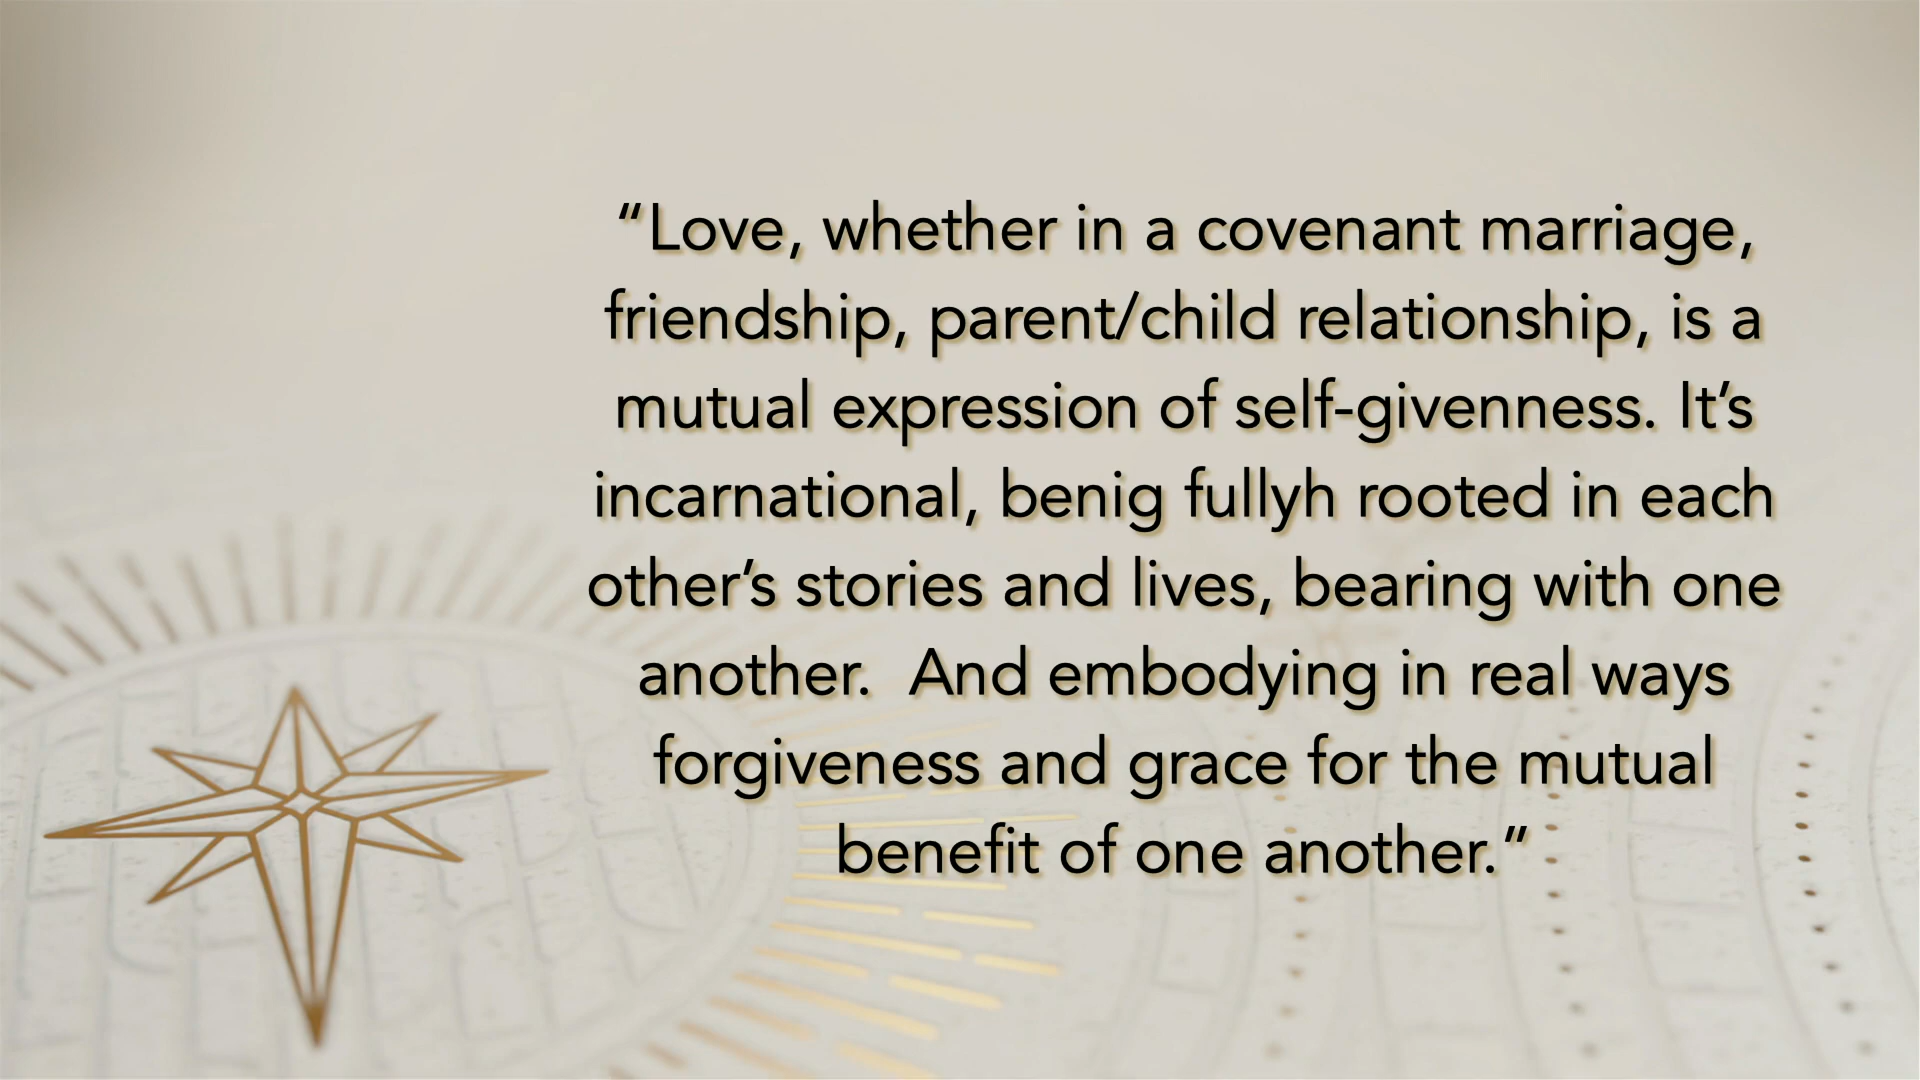 “Love, whether in a covenant marriage,
friendship, parent/child relationship, is a
mutual expression of self-givenness. It’s
incarnational, benig fullyh rooted in each
other’s stories and lives, bearing with one
another.  And embodying in real ways
forgiveness and grace for the mutual
benefit of one another.”